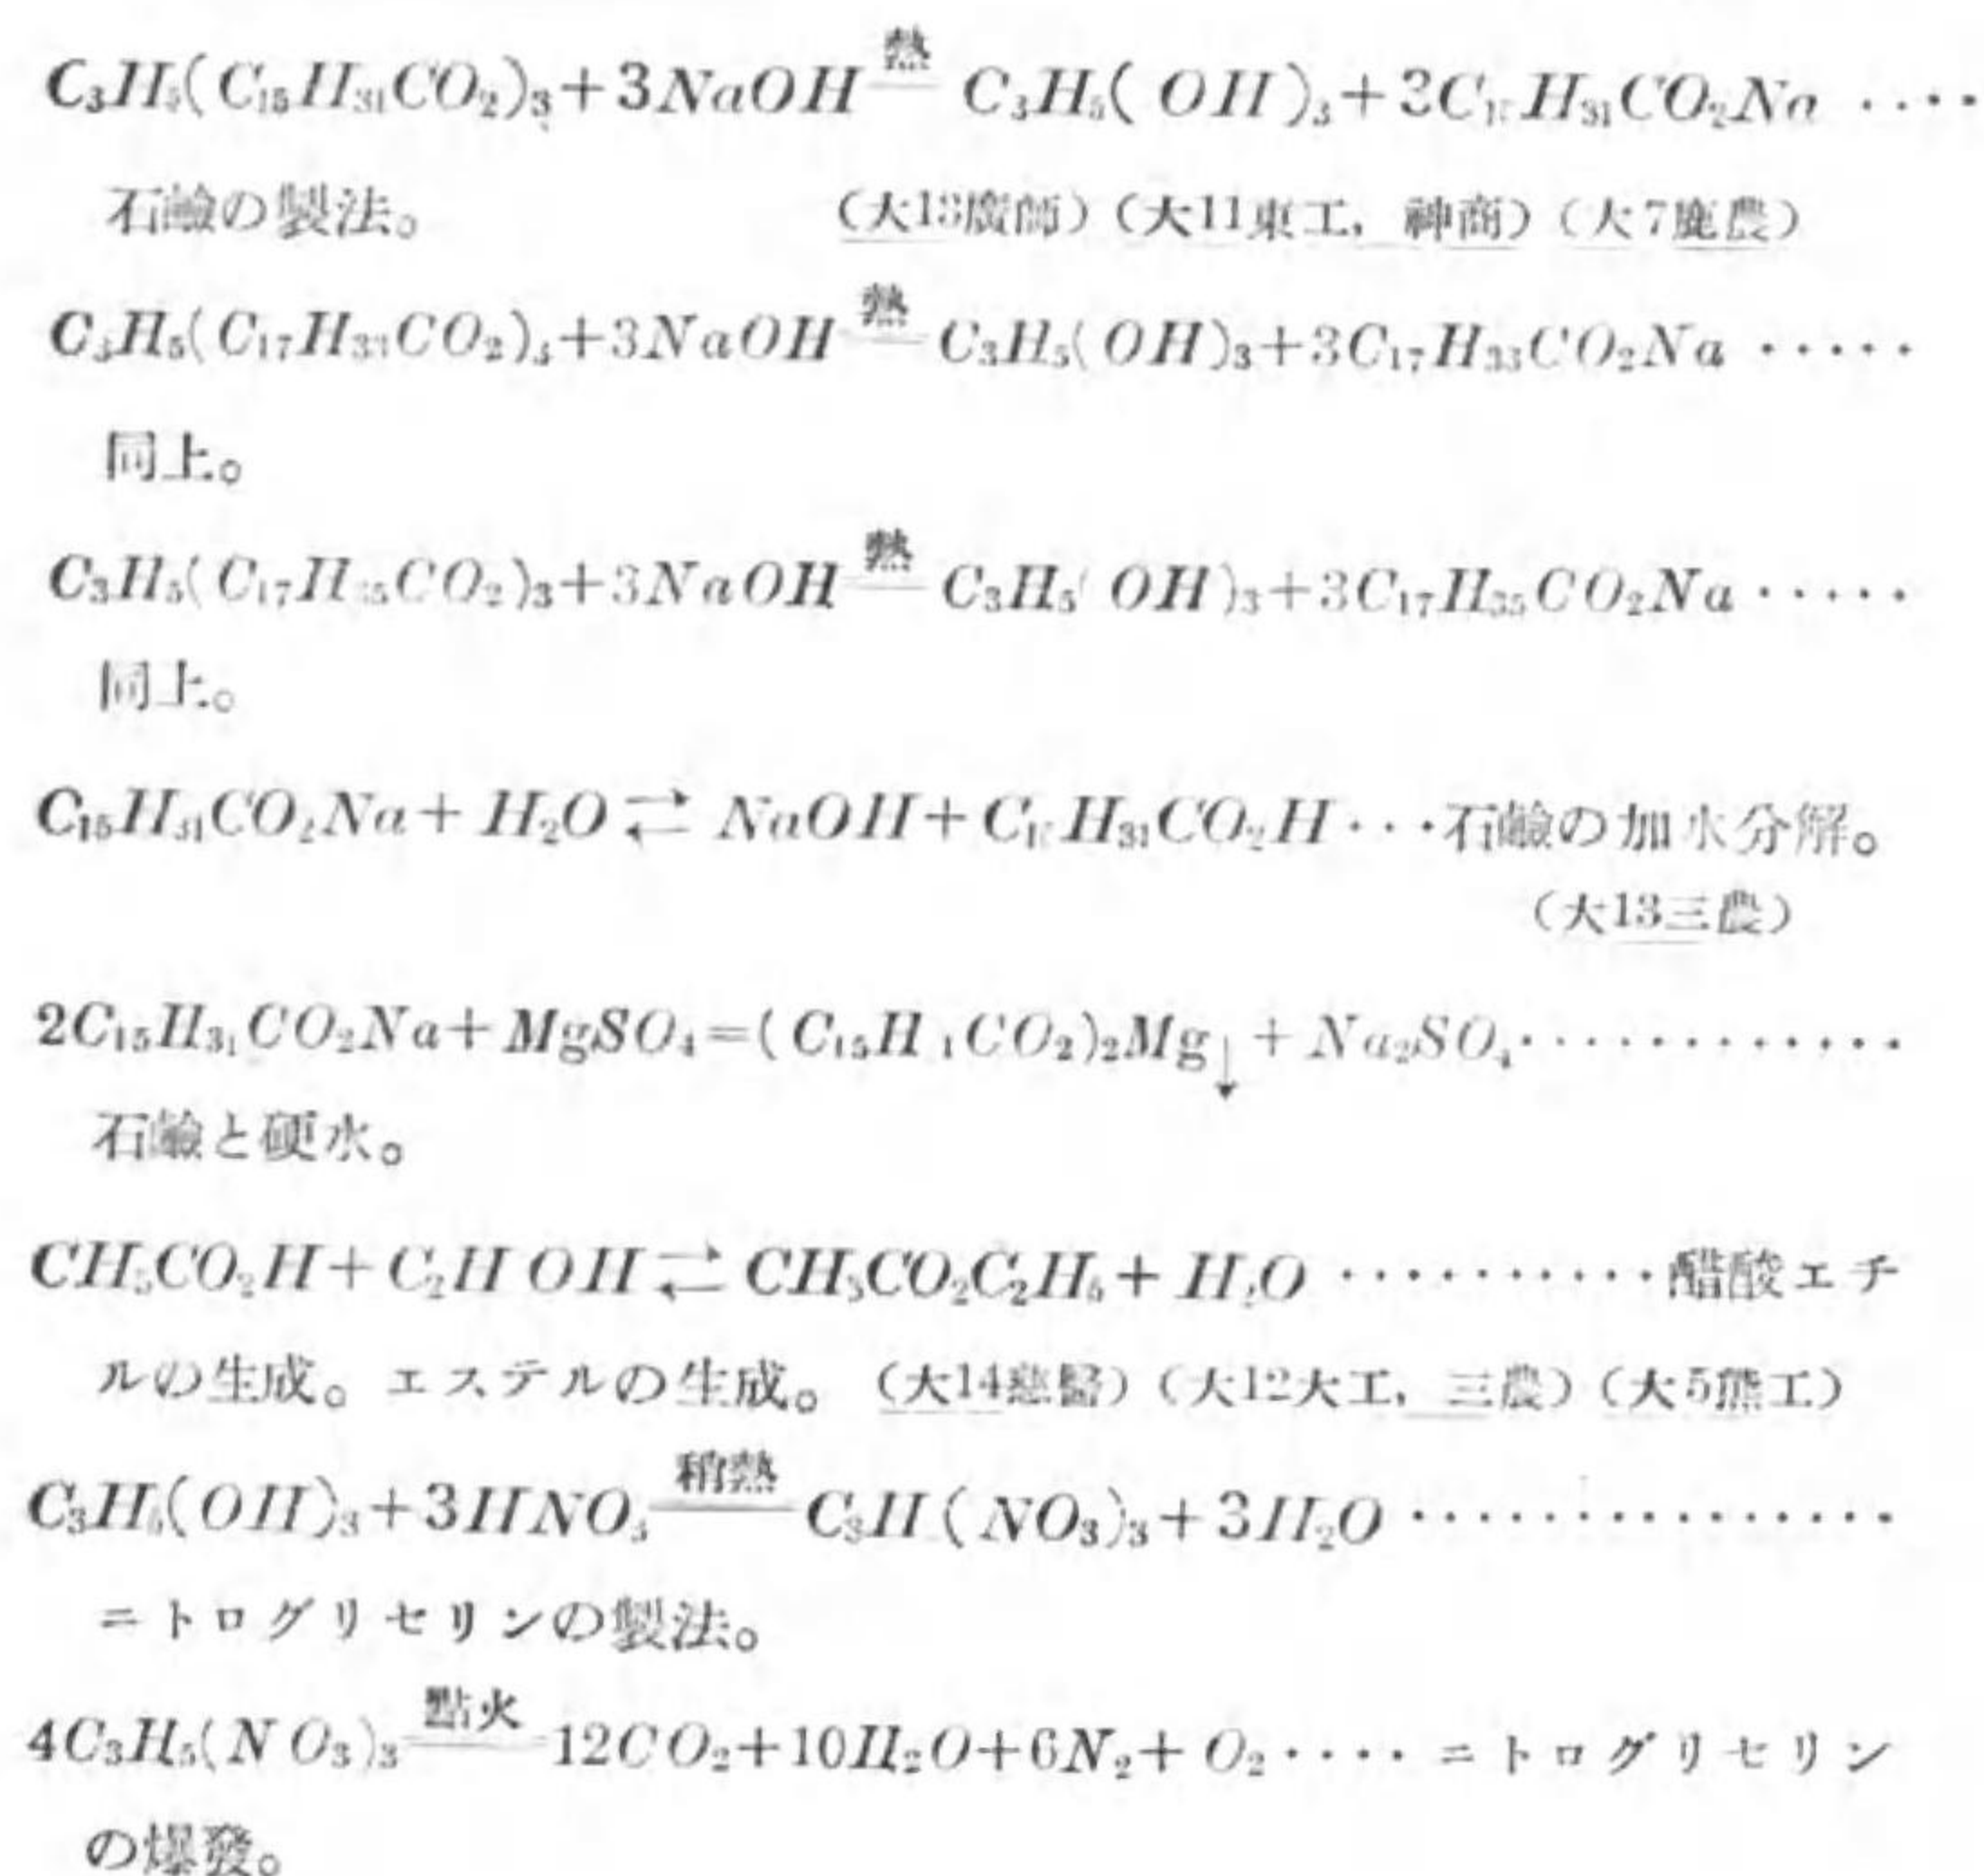 熱
C₃H₅(C₁₅H₃₁CO₂)₃+3NaOH═C₃H₅(OH)₃+3C₁₅H₃₁CO₂Na ····
石鹼の製法。 (大13廣師)(大11東工, 神商)(大7鹿農)
熱
C₃H₅(C₁₇H₃₃CO₂)₃+3NaOH═C₃H₅(OH)₃+3C₁₇H₃₃CO₂Na ·····
同上。
熱
C₃H₅(C₁₇H₃₅CO₂)₃+3NaOH═C₃H₅(OH)₃+3C₁₇H₃₅CO₂Na·····
同上。
C₁₅H₃₁CO₂Na+H₂O⇄NaOH+C₁₅H₃₁CO₂H···石鹼の加水分解。
(大13三農)
2C₁₅H₃₁CO₂Na+MgSO₄=(C₁₅H₃₁CO₂)₂Mg↓+Na₂SO₄············
石鹼と硬水。
CH₃CO₂H+C₂H₅OH⇄CH₃CO₂C₂H₅+H₂O ··········醋酸エチ
ルの生成。エステルの生成。(大14慈醫)(大12大工, 三農)(大5熊工)
稍熱
C₃H₅(OH)₃+3HNO₃═C₃H₅(NO₃)₃+3H₂O ···············
ニトログリセリンの製法。
點火
4C₃H₅(NO₃)₃═12CO₂+10H₂O+6N₂+O₂····ニトログリセリン
の爆發。